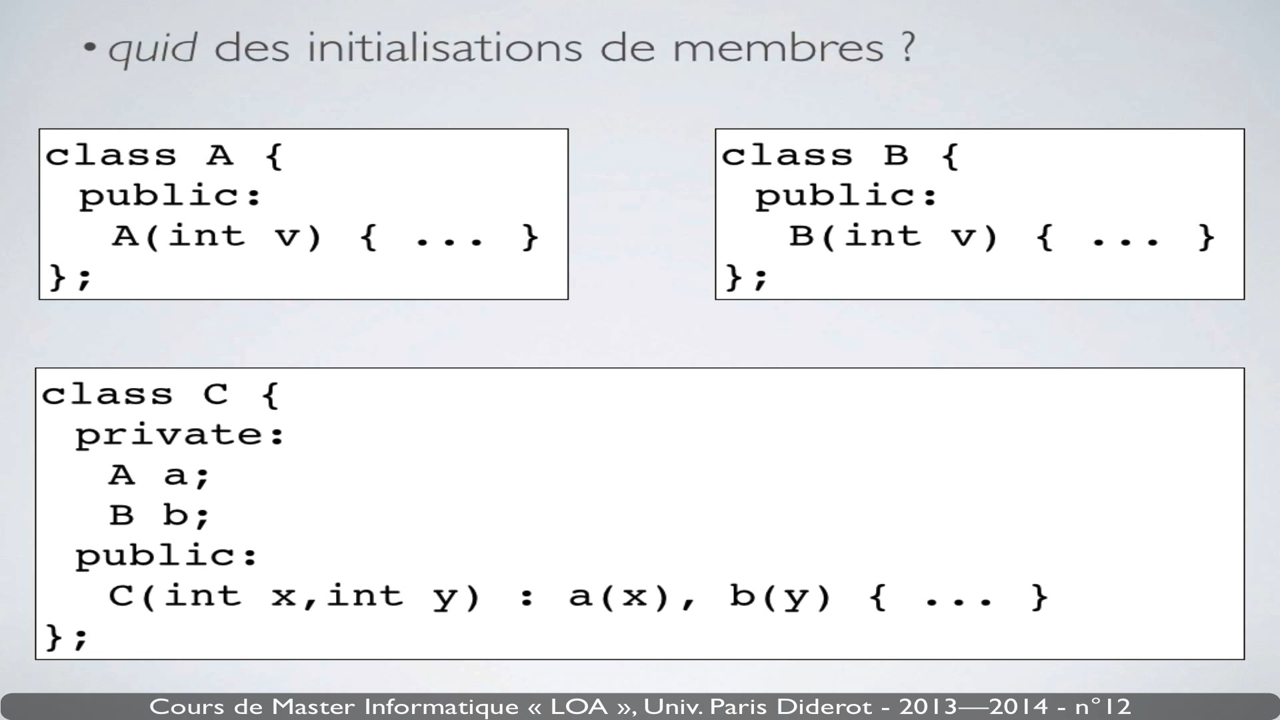 • quid des initialisations de membres ?
class A {
public:
A(int v) { ... }
};
class B {
public:
B(int v) { ... }
};
class C {
private:
A a;
B b;
public:
C(int x,int y) : a(x), b(y) { ... }
};
Cours de Master Informatique « LOA », Univ. Paris Diderot - 2013—2014 - n°12